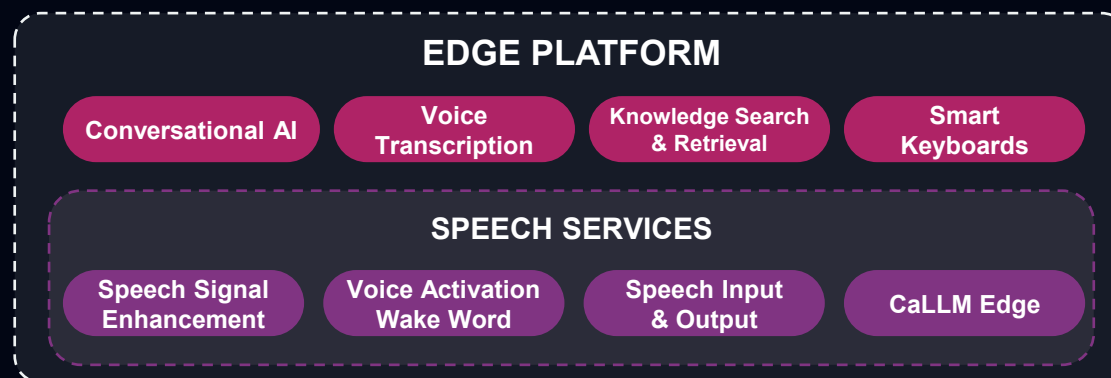 EDGE PLATFORM
Conversational AI
Voice
Transcription
Knowledge Search
& Retrieval
Smart
Keyboards
SPEECH SERVICES
Speech Signal
Enhancement
Voice Activation
Wake Word
Speech Input
& Output
CaLLM Edge